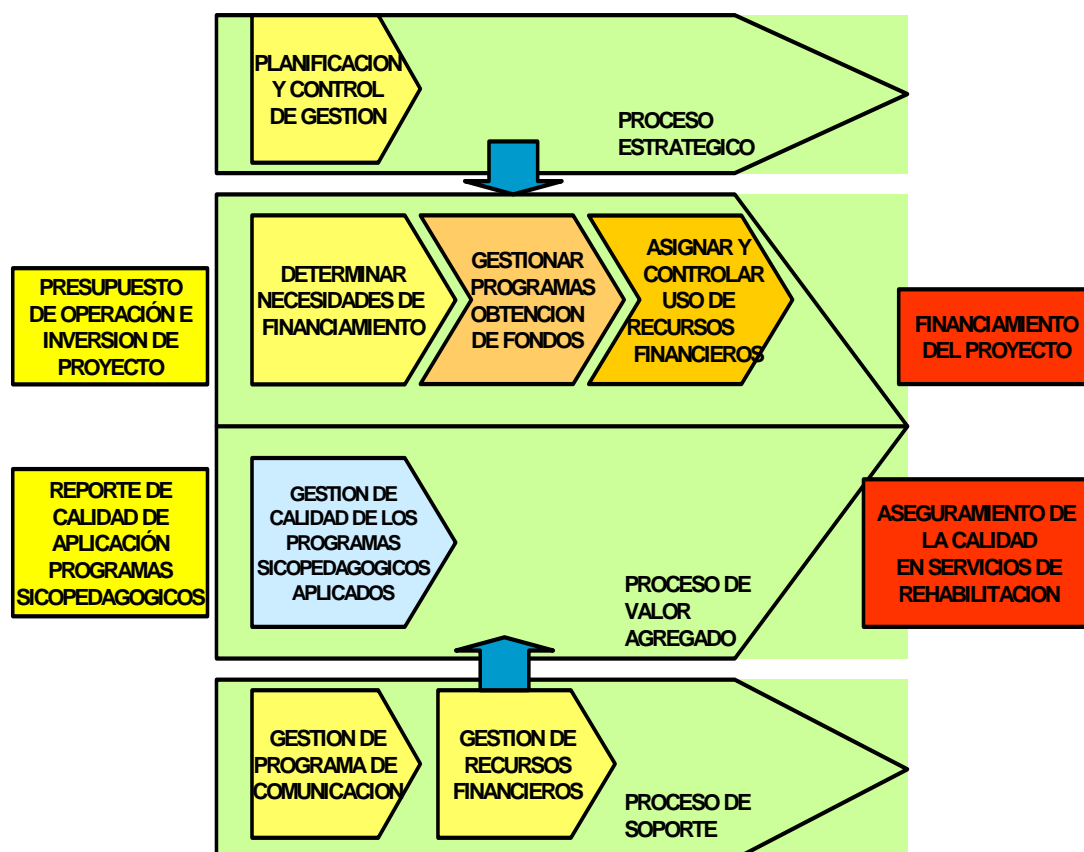 PLANIFICACION
Y CONTROL
DE GESTION
PROCESO
ESTRATEGICO
PRESUPUESTO
DE OPERACIÓN E
INVERSION DE
PROYECTO
DETERMINAR
NECESIDADES DE
FINANCIAMIENTO
GESTIONAR
PROGRAMAS
OBTENCION
DE FONDOS
ASIGNAR Y
CONTROLAR
USO DE
RECURSOS
FINANCIEROS
FINANCIAMIENTO
DEL PROYECTO
REPORTE DE
CALIDAD DE
APLICACIÓN
PROGRAMAS
SICOPEDAGOGICOS
GESTION DE
CALIDAD DE LOS
PROGRAMAS
SICOPEDAGOGICOS
APLICADOS
PROCESO DE
VALOR
AGREGADO
ASEGURAMIENTO DE
LA CALIDAD
EN SERVICIOS DE
REHABILITACION
GESTION DE
PROGRAMA DE
COMUNICACION
GESTION DE
RECURSOS
FINANCIEROS
PROCESO DE
SOPORTE